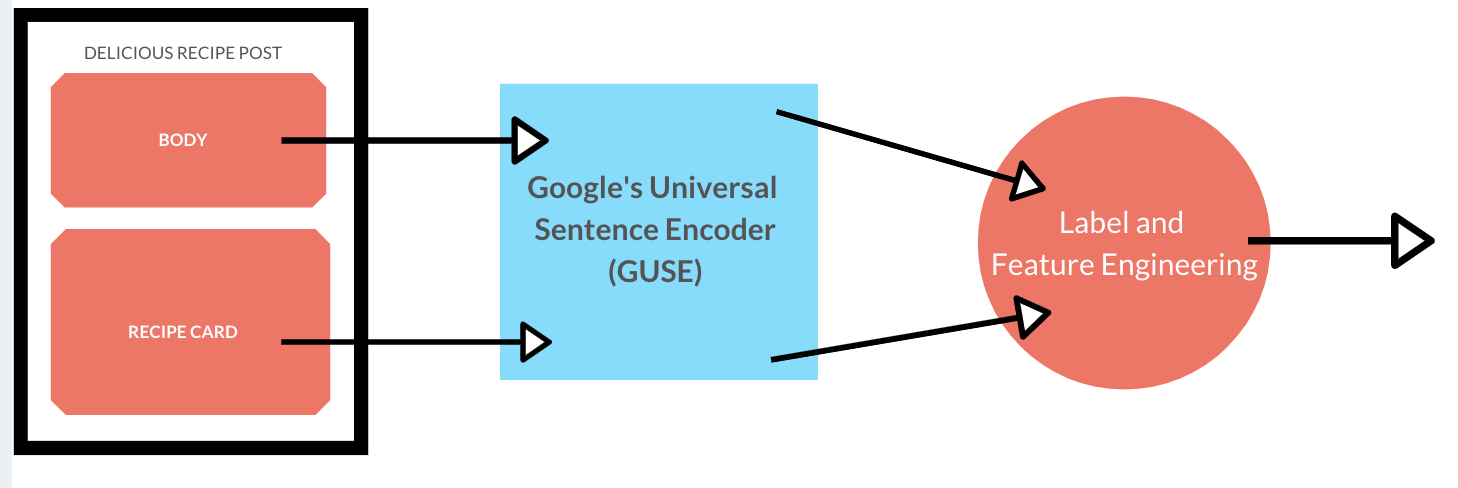 DELICIOUS RECIPE POST
BODY
RECIPE CARD
Google's Universal
Sentence Encoder
(GUSE)
Label and
Feature Engineering